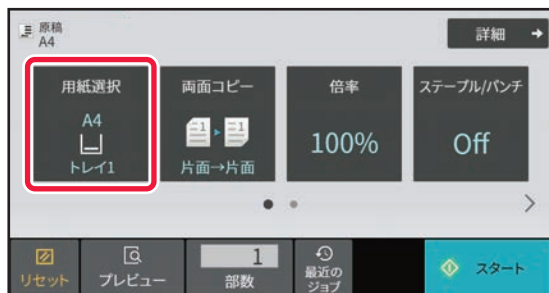 原稿
A4
詳細
用紙選択
A4
トレイ1
両面コピー
片面→片面
倍率
100%
ステープル/パンチ
Off
リセット
プレビュー
1
部数
最近の
ジョブ
スタート